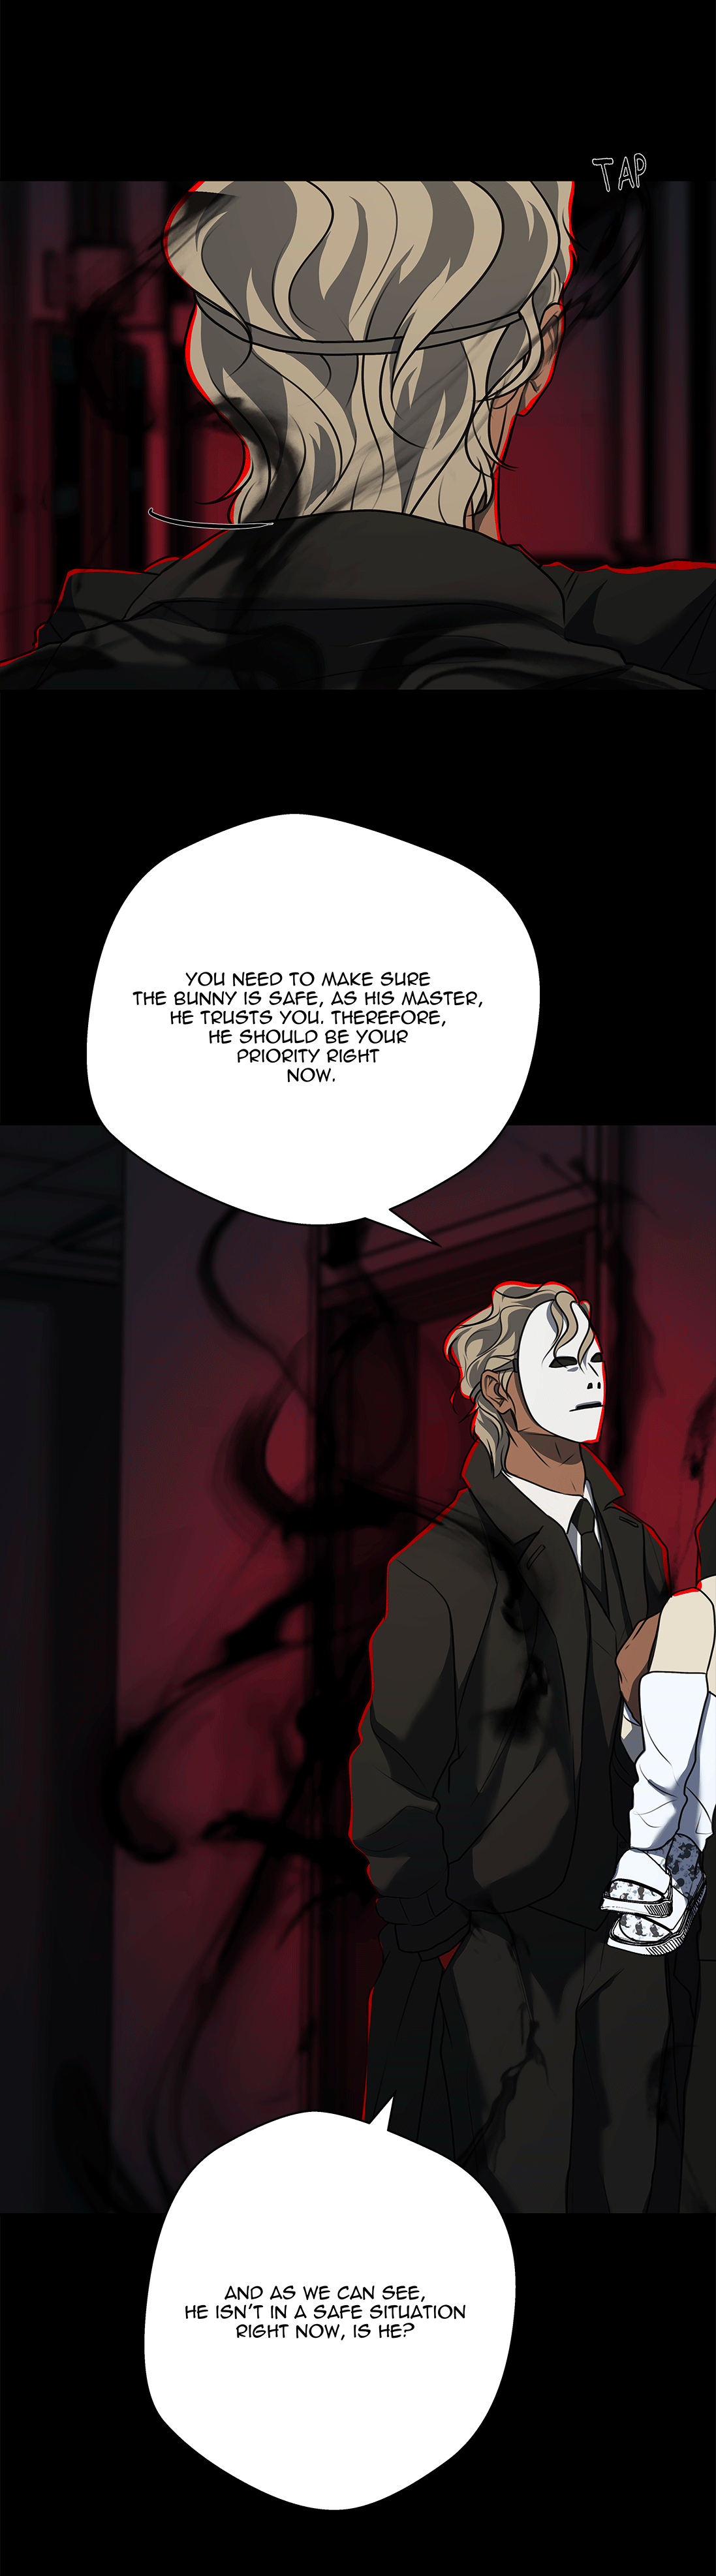 TAP
YOU NEED TO MAKE SURE
THE BUNNY IS SAFE, AS HIS MASTER,
HE TRUSTS YOU. THEREFORE,
HE SHOULD BE YOUR
PRIORITY RIGHT
NOW.
AND AS WE CAN SEE,
HE ISN'T IN A SAFE SITUATION
RIGHT NOW, IS HE?